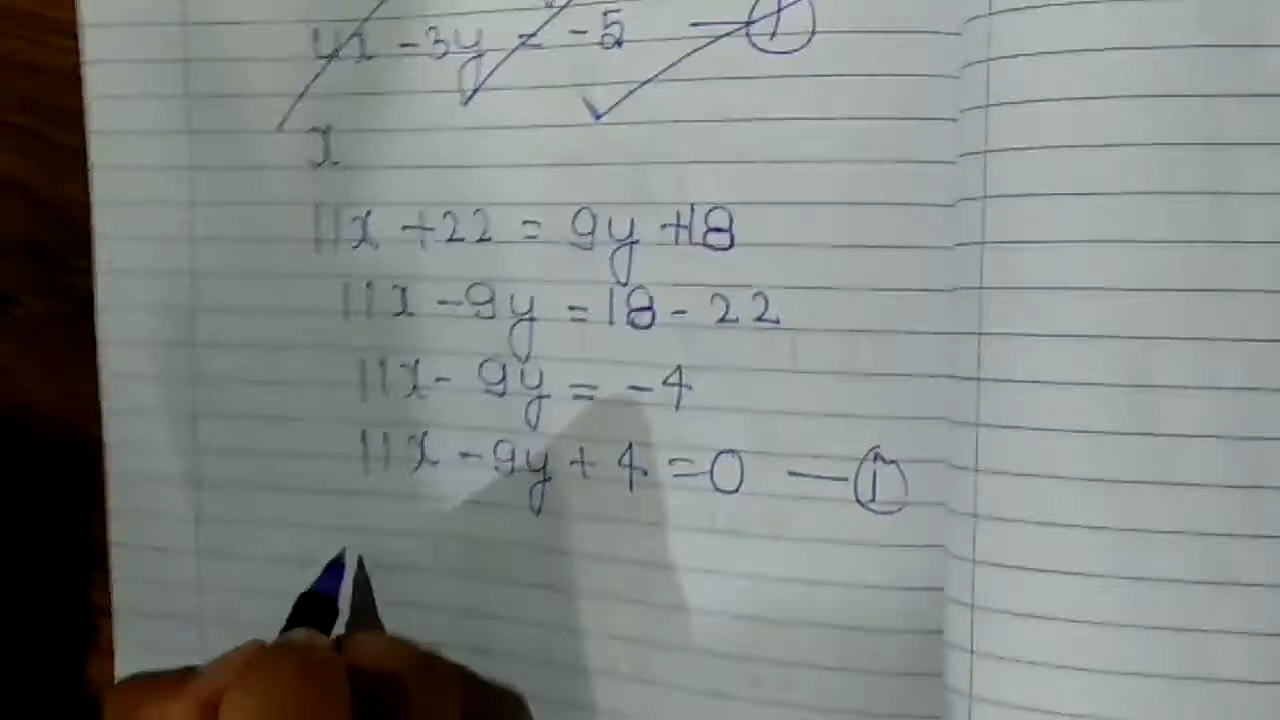 4x - 3y = -5 — 1
x
11x + 22 = 9y + 18
11x - 9y = 18 - 22
11x - 9y = -4
11x - 9y + 4 = 0 — 1